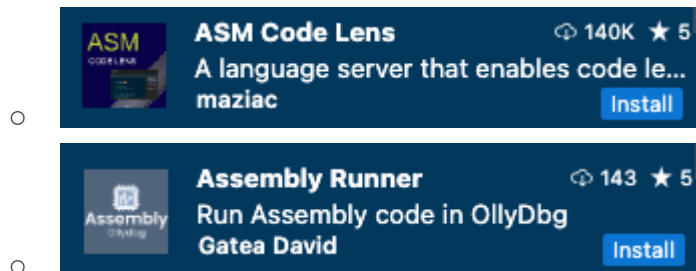 ASM
CODE LENS
ASM Code Lens 140K ★ 5
A language server that enables code le...
maziac
Install
Assembly
Ollydbg
Assembly Runner 143 ★ 5
Run Assembly code in OllyDbg
Gatea David
Install